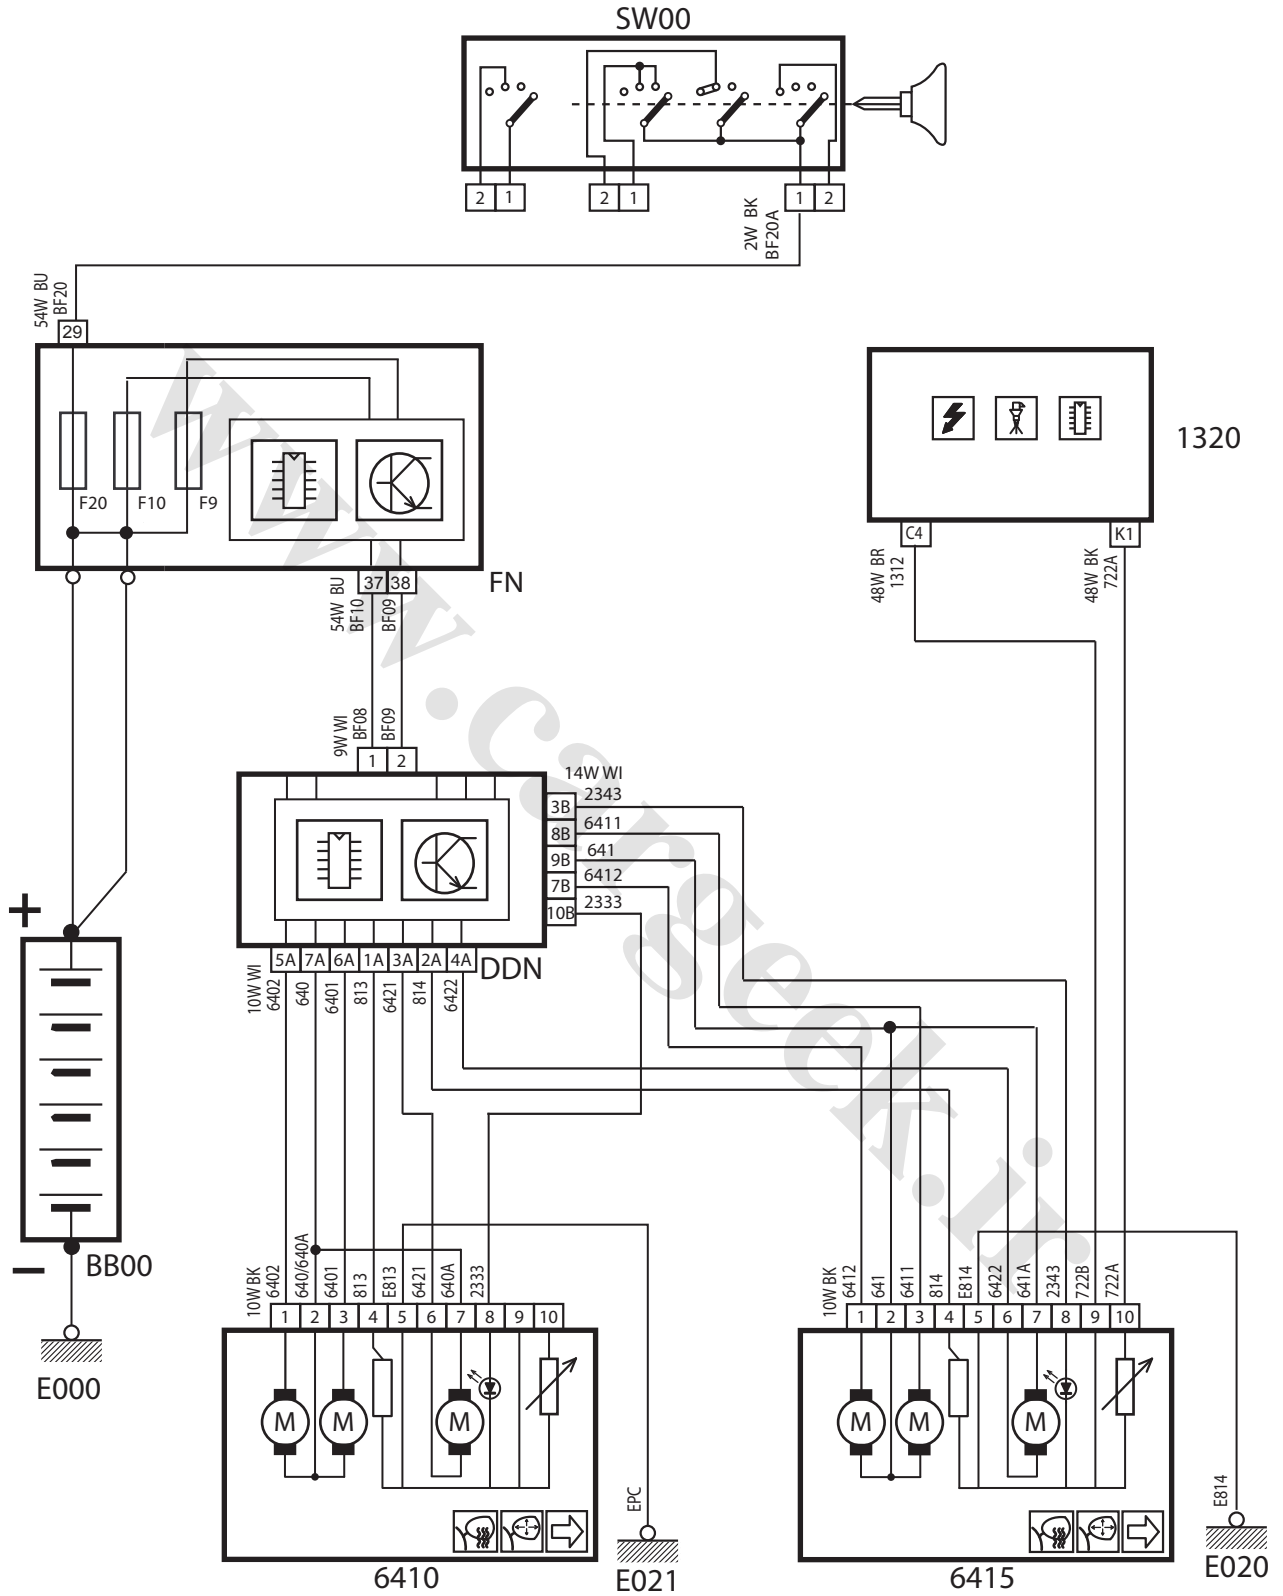 SW00
2 1 2 1 1 2
2W BK
BF20A
54W BU
BF20
29
F20 F10 F9
FN
37 38
54W BU
BF10
BF09
1320
C4 K1
48W BR
1312
48W BK
722A
9W WI
BF08
BF09
1 2
14W WI
3B 2343
8B 6411
9B 641
7B 6412
10B 2333
5A 7A 6A 1A 3A 2A 4A
DDN
10W WI
6402
640
6401
813
6421
814
6422
+
BB00
−
E000
10W BK
6402
640/640A
6401
813
E813
6421
640A
2333
1 2 3 4 5 6 7 8 9 10
M M M
EPC
6410
E021
10W BK
6412
641
6411
814
E814
6422
641A
2343
722B
722A
1 2 3 4 5 6 7 8 9 10
M M M
E814
6415
E020
www.cargeek.ir